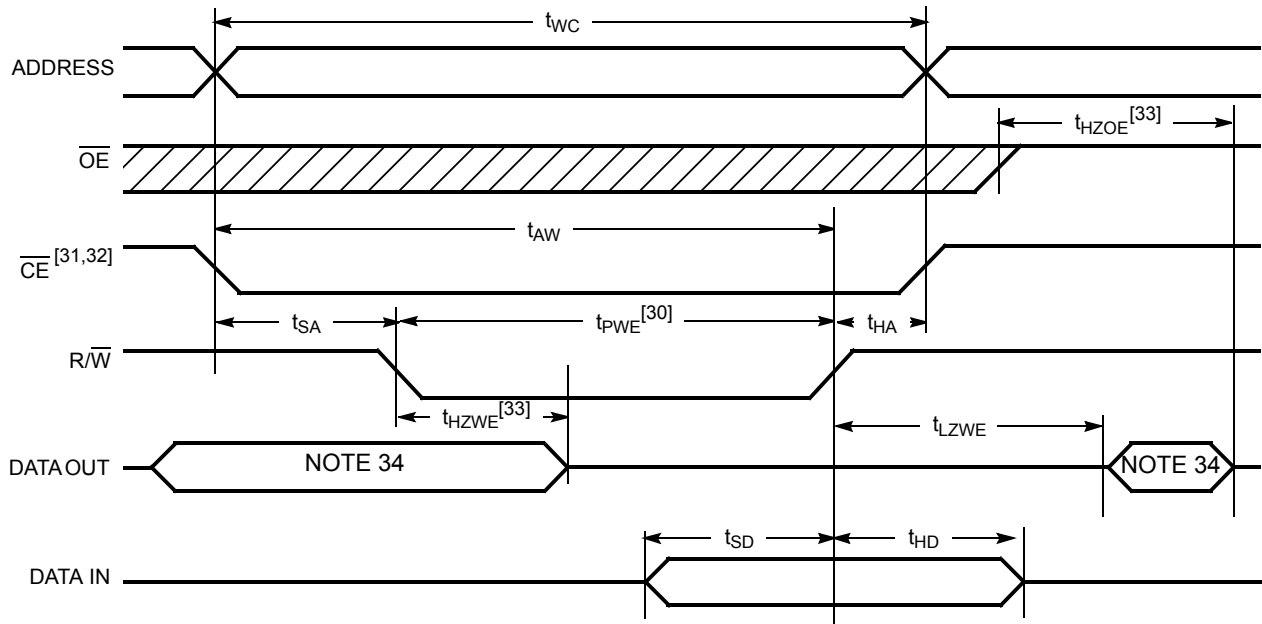 tWC
ADDRESS
tHZOE[33]
OE
tAW
CE [31,32]
tSA
tPWE[30]
tHA
R/W
tHZWE[33]
tLZWE
DATA OUT
NOTE 34
NOTE 34
tSD
tHD
DATA IN